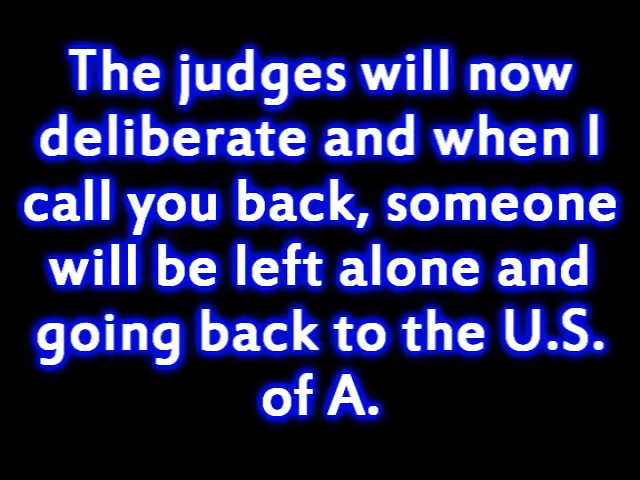 The judges will now
deliberate and when I
call you back, someone
will be left alone and
going back to the U.S.
of A.